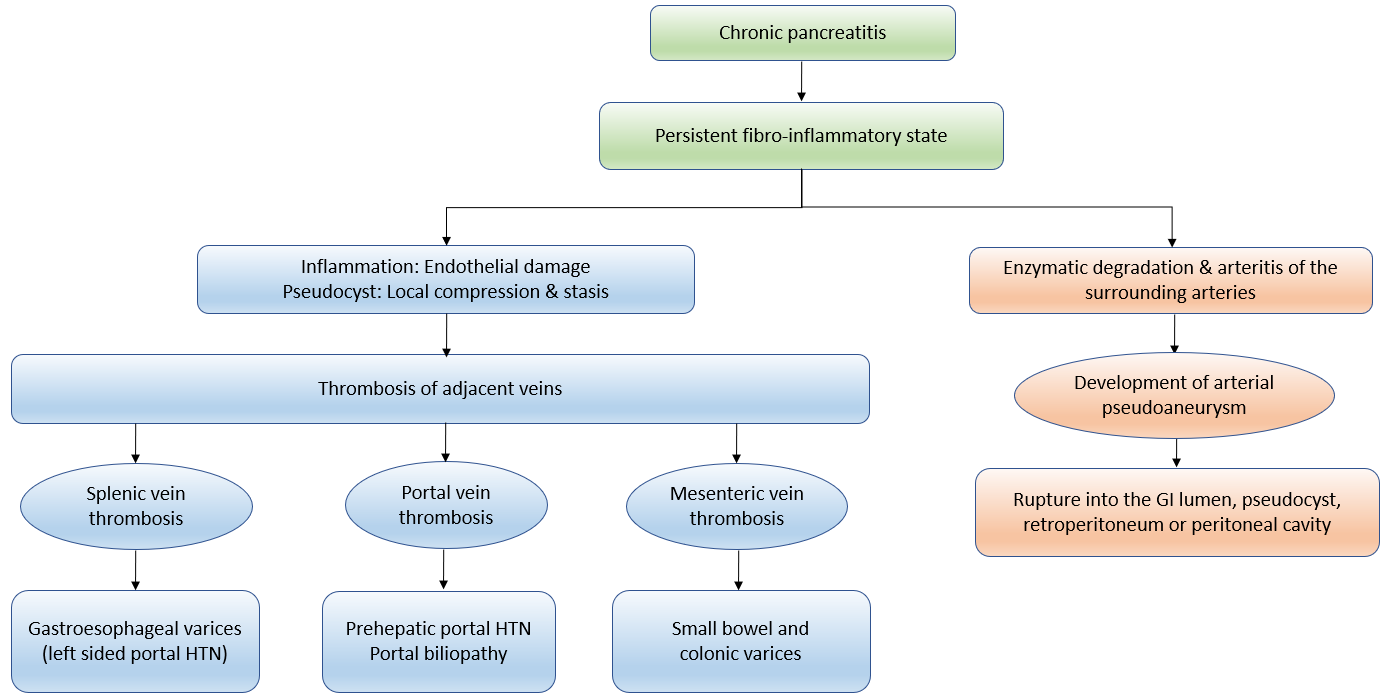 Chronic pancreatitis
Persistent fibro-inflammatory state
Inflammation: Endothelial damage
Pseudocyst: Local compression & stasis
Enzymatic degradation & arteritis of the
surrounding arteries
Thrombosis of adjacent veins
Development of arterial
pseudoaneurysm
Splenic vein
thrombosis
Portal vein
thrombosis
Mesenteric vein
thrombosis
Rupture into the GI lumen, pseudocyst,
retroperitoneum or peritoneal cavity
Gastroesophageal varices
(left sided portal HTN)
Prehepatic portal HTN
Portal biliopathy
Small bowel and
colonic varices